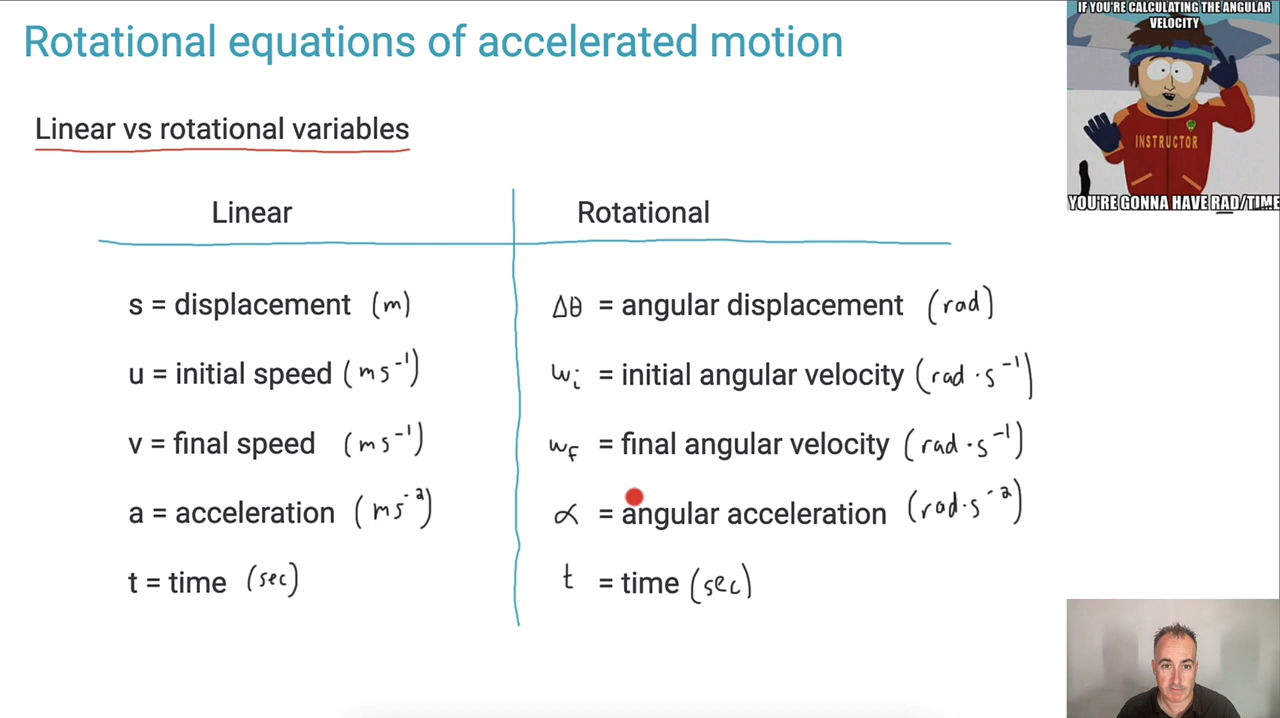 Rotational equations of accelerated motion
IF YOU'RE CALCULATING THE ANGULAR
VELOCITY
INSTRUCTOR
YOU'RE GONNA HAVE RAD/TIME
Linear vs rotational variables
Linear
Rotational
s = displacement (m)
Δθ = angular displacement (rad)
u = initial speed (ms⁻¹)
ωi = initial angular velocity (rad·s⁻¹)
v = final speed (ms⁻¹)
ωf = final angular velocity (rad·s⁻¹)
a = acceleration (ms⁻²)
α = angular acceleration (rad·s⁻²)
t = time (sec)
t = time (sec)